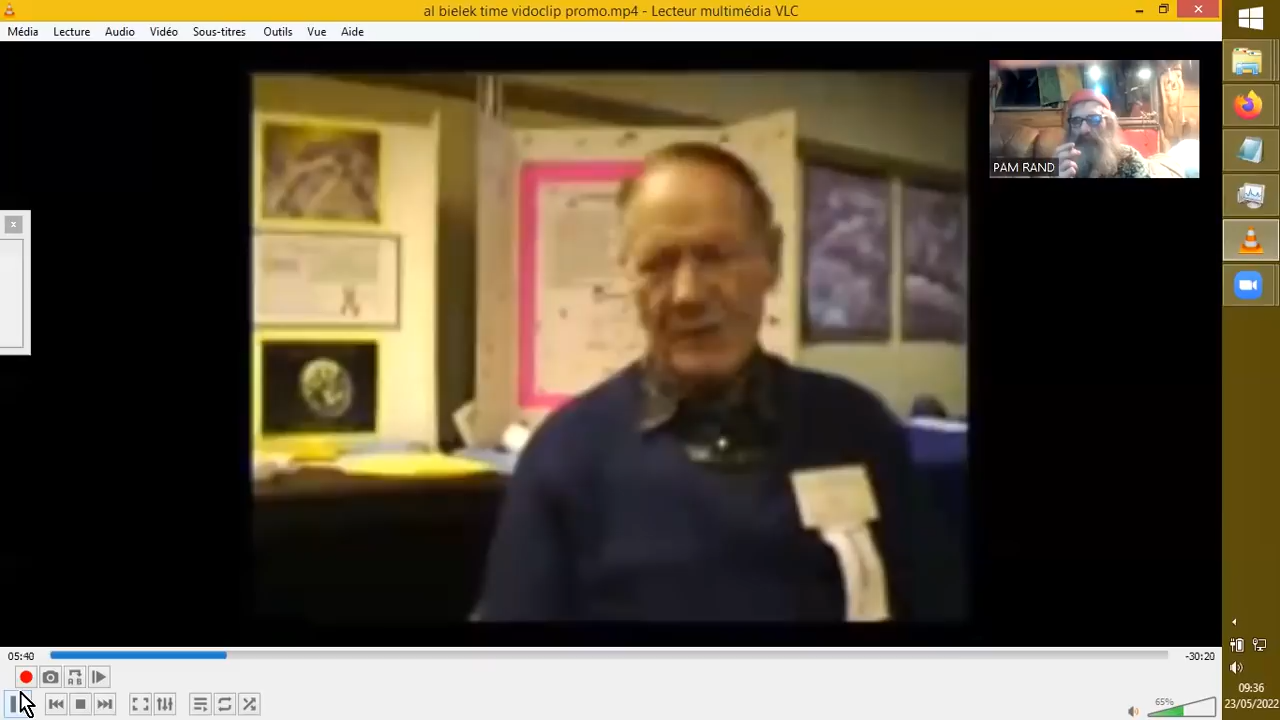 al bielek time vidoclip promo.mp4 - Lecteur multimédia VLC
Média Lecture Audio Vidéo Sous-titres Outils Vue Aide
PAM RAND
05:40 -30:20
A B
09:36
65% 23/05/2022